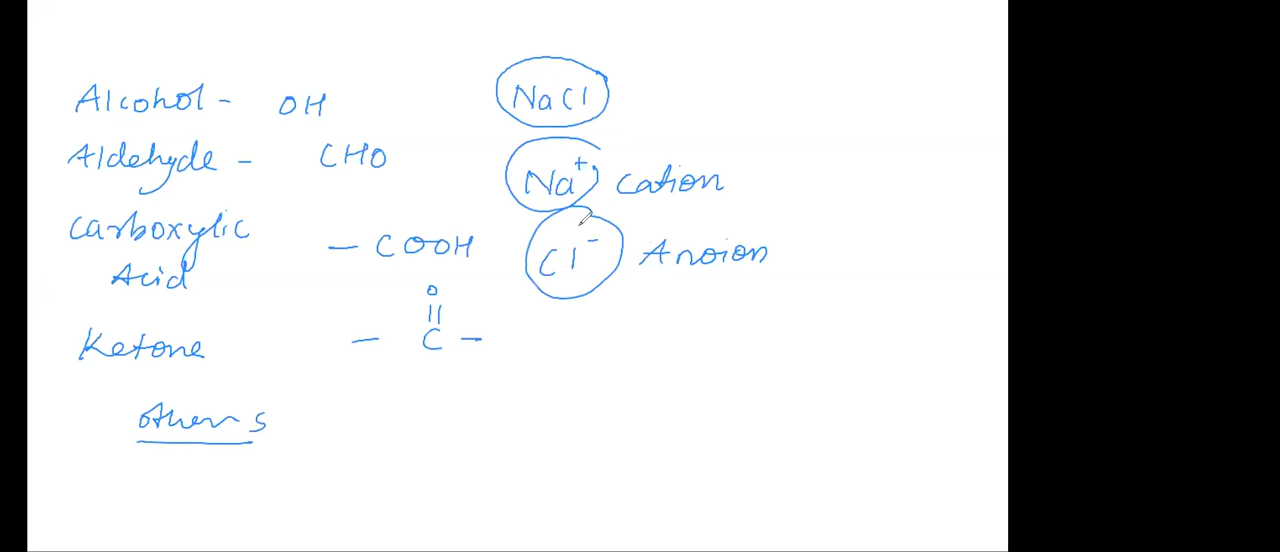 Alcohol - OH
Aldehyde - CHO
Carboxylic
Acid - COOH
O
||
Ketone - C -
Others
NaCl
Na+ Cation
Cl- Anoion